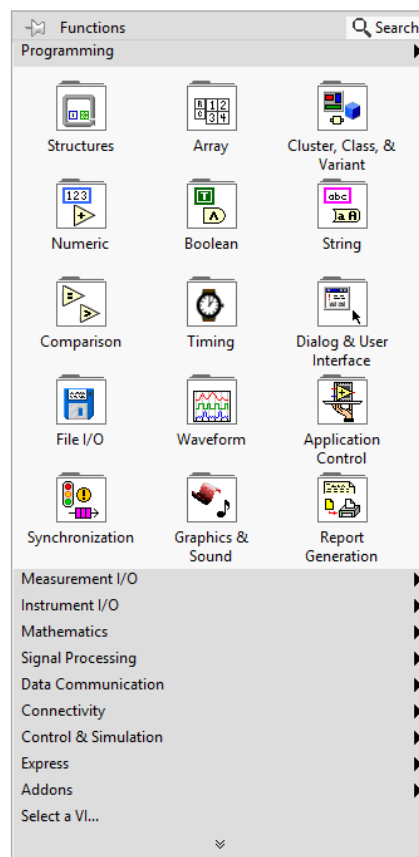 Functions
Search
Programming
Structures
Array
Cluster, Class, &
Variant
123
Numeric
Boolean
abc
a A
String
Comparison
Timing
Dialog & User
Interface
File I/O
Waveform
Application
Control
Synchronization
Graphics &
Sound
Report
Generation
Measurement I/O
Instrument I/O
Mathematics
Signal Processing
Data Communication
Connectivity
Control & Simulation
Express
Addons
Select a VI...